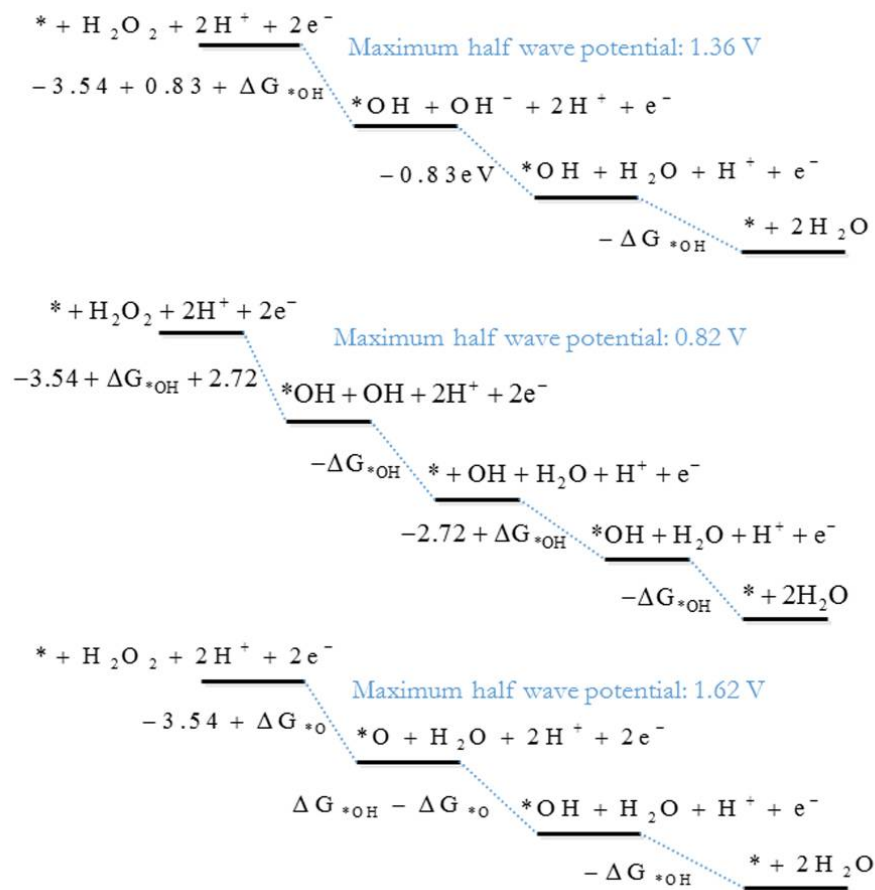 * + H₂O₂ + 2H⁺ + 2e⁻
Maximum half wave potential: 1.36 V
−3.54 + 0.83 + ΔG*OH
*OH + OH⁻ + 2H⁺ + e⁻
−0.83eV
*OH + H₂O + H⁺ + e⁻
−ΔG*OH
* + 2H₂O
* + H₂O₂ + 2H⁺ + 2e⁻
Maximum half wave potential: 0.82 V
−3.54 + ΔG*OH + 2.72
*OH + OH + 2H⁺ + 2e⁻
−ΔG*OH
* + OH + H₂O + H⁺ + e⁻
−2.72 + ΔG*OH
*OH + H₂O + H⁺ + e⁻
−ΔG*OH
* + 2H₂O
* + H₂O₂ + 2H⁺ + 2e⁻
Maximum half wave potential: 1.62 V
−3.54 + ΔG*O
*O + H₂O + 2H⁺ + 2e⁻
ΔG*OH − ΔG*O
*OH + H₂O + H⁺ + e⁻
−ΔG*OH
* + 2H₂O